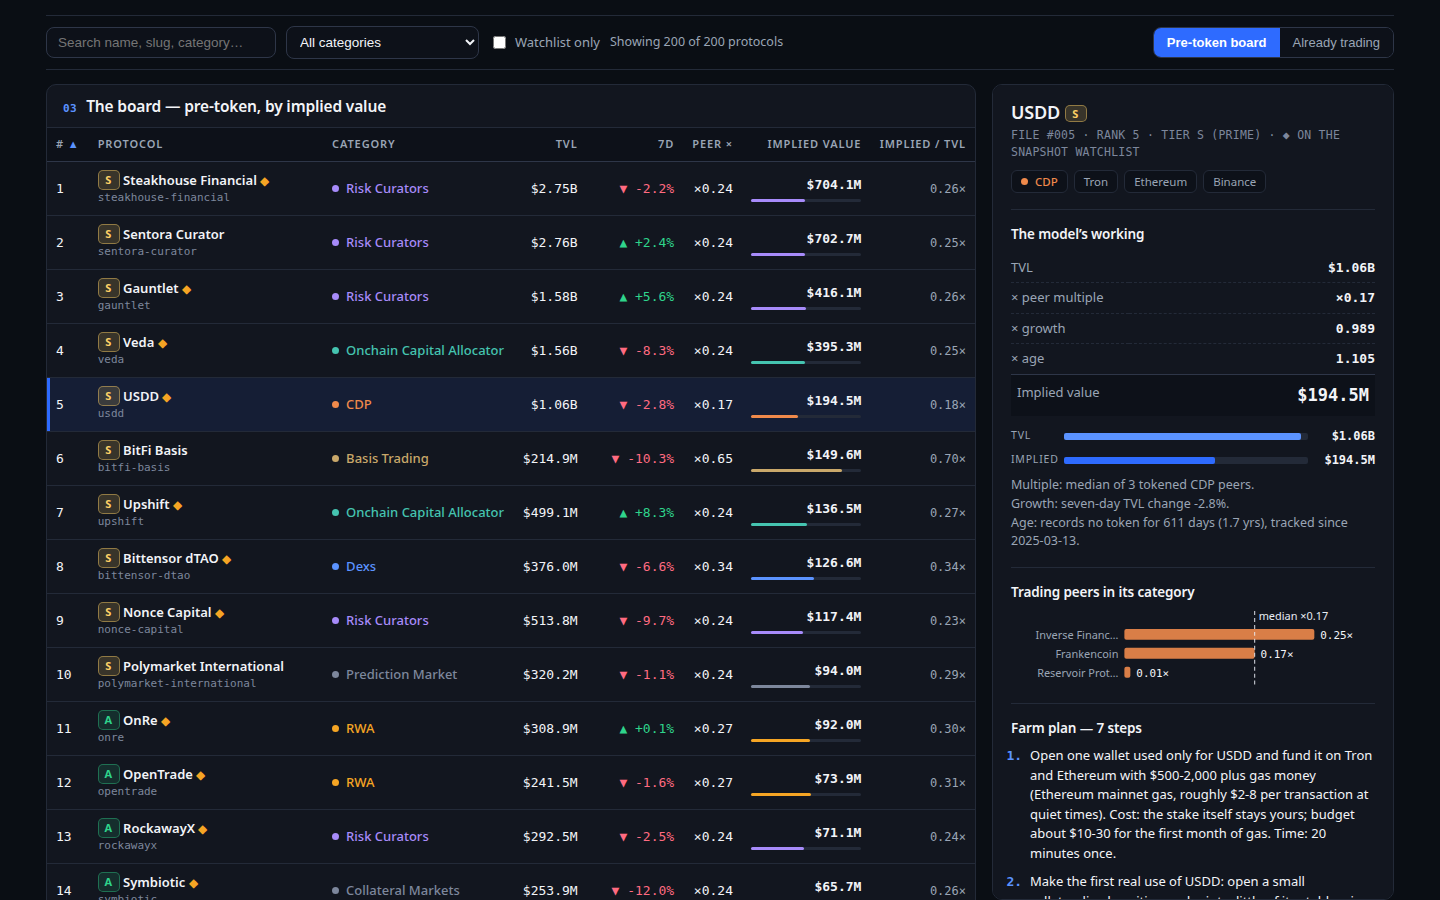 Search name, slug, category…
All categories
Watchlist only
Showing 200 of 200 protocols
Pre-token board
Already trading
03 The board — pre-token, by implied value
# ▲ PROTOCOL CATEGORY TVL 7D PEER × IMPLIED VALUE IMPLIED / TVL
1 S Steakhouse Financial ◆ Risk Curators $2.75B ▼ -2.2% ×0.24 $704.1M 0.26×
steakhouse-financial
2 S Sentora Curator Risk Curators $2.76B ▲ +2.4% ×0.24 $702.7M 0.25×
sentora-curator
3 S Gauntlet ◆ Risk Curators $1.58B ▲ +5.6% ×0.24 $416.1M 0.26×
gauntlet
4 S Veda ◆ Onchain Capital Allocator $1.56B ▼ -8.3% ×0.24 $395.3M 0.25×
veda
5 S USDD ◆ CDP $1.06B ▼ -2.8% ×0.17 $194.5M 0.18×
usdd
6 S BitFi Basis Basis Trading $214.9M ▼ -10.3% ×0.65 $149.6M 0.70×
bitfi-basis
7 S Upshift ◆ Onchain Capital Allocator $499.1M ▲ +8.3% ×0.24 $136.5M 0.27×
upshift
8 S Bittensor dTAO ◆ Dexs $376.0M ▼ -6.6% ×0.34 $126.6M 0.34×
bittensor-dtao
9 S Nonce Capital ◆ Risk Curators $513.8M ▼ -9.7% ×0.24 $117.4M 0.23×
nonce-capital
10 S Polymarket International Prediction Market $320.2M ▼ -1.1% ×0.24 $94.0M 0.29×
polymarket-international
11 A OnRe ◆ RWA $308.9M ▲ +0.1% ×0.27 $92.0M 0.30×
onre
12 A OpenTrade ◆ RWA $241.5M ▼ -1.6% ×0.27 $73.9M 0.31×
opentrade
13 A RockawayX ◆ Risk Curators $292.5M ▼ -2.5% ×0.24 $71.1M 0.24×
rockawayx
14 A Symbiotic ◆ Collateral Markets $253.9M ▼ -12.0% ×0.24 $65.7M 0.26×
symbiotic
USDD S
FILE #005 · RANK 5 · TIER S (PRIME) · ◆ ON THE
SNAPSHOT WATCHLIST
CDP Tron Ethereum Binance
The model's working
TVL $1.06B
× peer multiple ×0.17
× growth 0.989
× age 1.105
Implied value $194.5M
TVL $1.06B
IMPLIED $194.5M
Multiple: median of 3 tokened CDP peers.
Growth: seven-day TVL change -2.8%.
Age: records no token for 611 days (1.7 yrs), tracked since
2025-03-13.
Trading peers in its category
median ×0.17
Inverse Financ… 0.25×
Frankencoin 0.17×
Reservoir Prot… 0.01×
Farm plan — 7 steps
1. Open one wallet used only for USDD and fund it on Tron
and Ethereum with $500-2,000 plus gas money
(Ethereum mainnet gas, roughly $2-8 per transaction at
quiet times). Cost: the stake itself stays yours; budget
about $10-30 for the first month of gas. Time: 20
minutes once.
2. Make the first real use of USDD: open a small